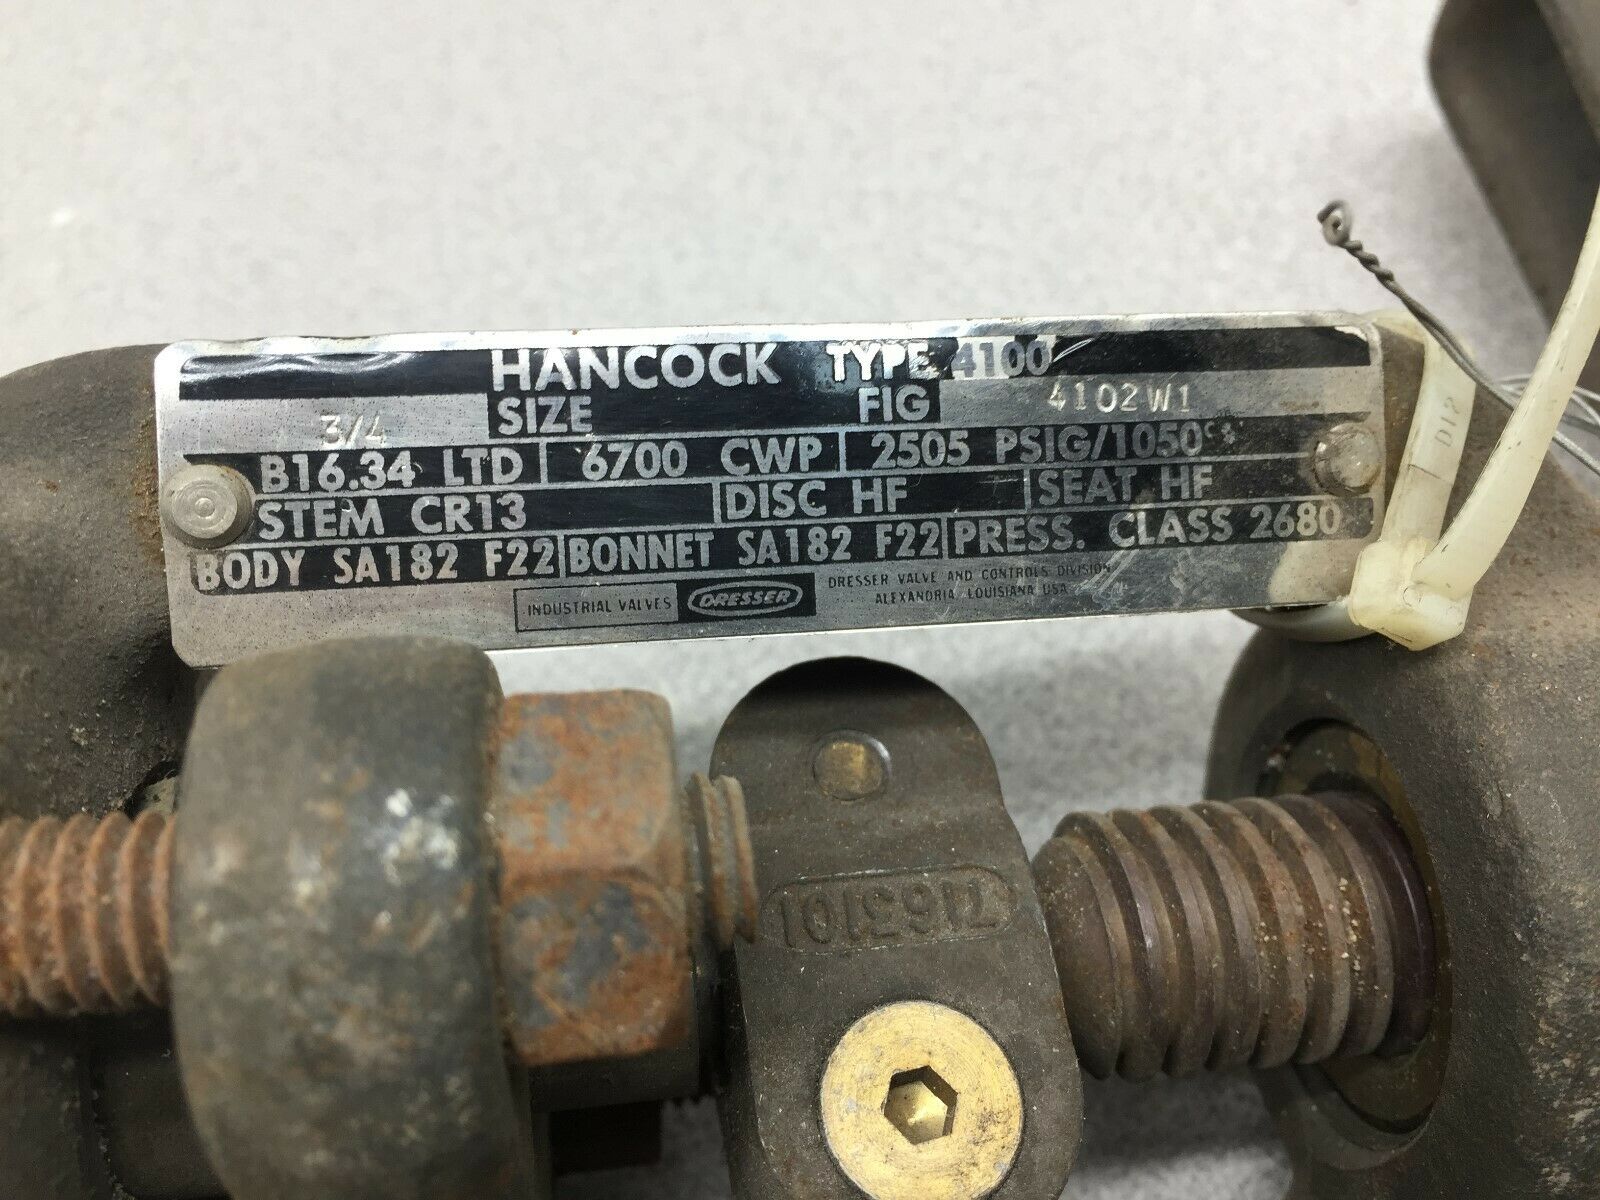 HANCOCK TYPE 4100
3/4 SIZE FIG 4102W1
B16.34 LTD 6700 CWP 2505 PSIG/1050°
STEM CR13 DISC HF SEAT HF
BODY SA182 F22 BONNET SA182 F22 PRESS. CLASS 2680
INDUSTRIAL VALVES DRESSER DRESSER VALVE AND CONTROLS DIVISION
ALEXANDRIA, LOUISIANA USA
7163101